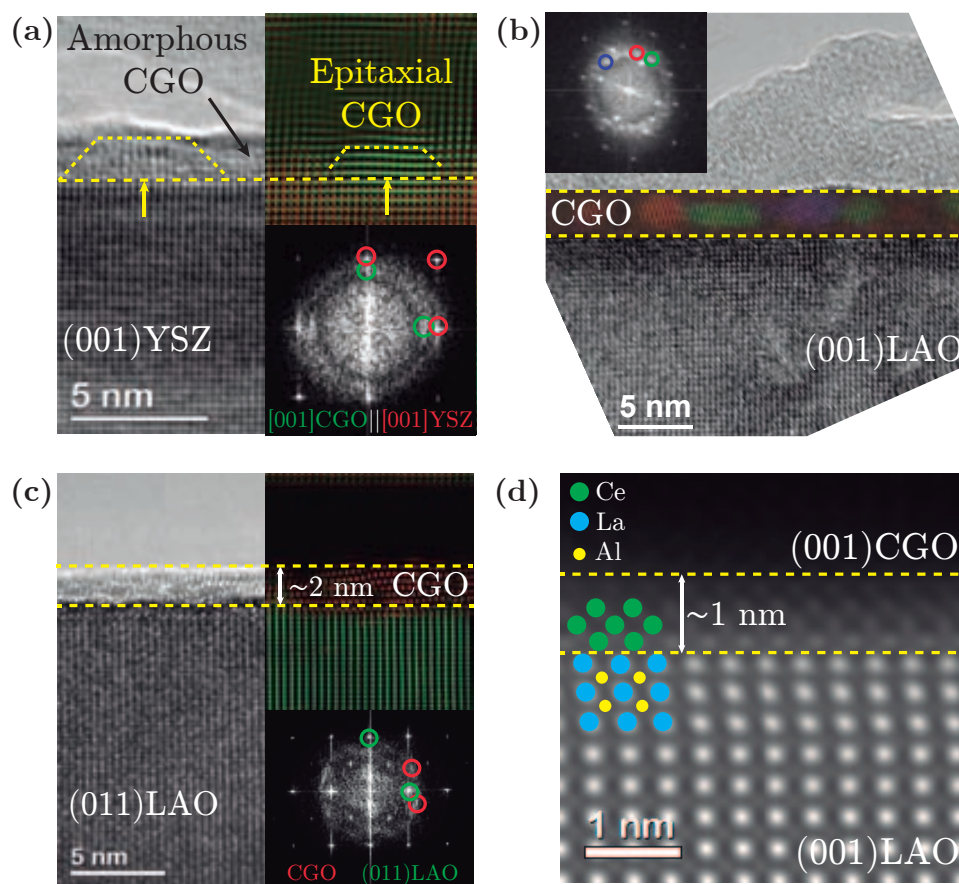 (a)
Amorphous
CGO
Epitaxial
CGO
(001)YSZ
5 nm
[001]CGO||[001]YSZ
(b)
CGO
(001)LAO
5 nm
(c)
~2 nm
CGO
(011)LAO
5 nm
CGO
(011)LAO
(d)
Ce
La
Al
(001)CGO
~1 nm
1 nm
(001)LAO